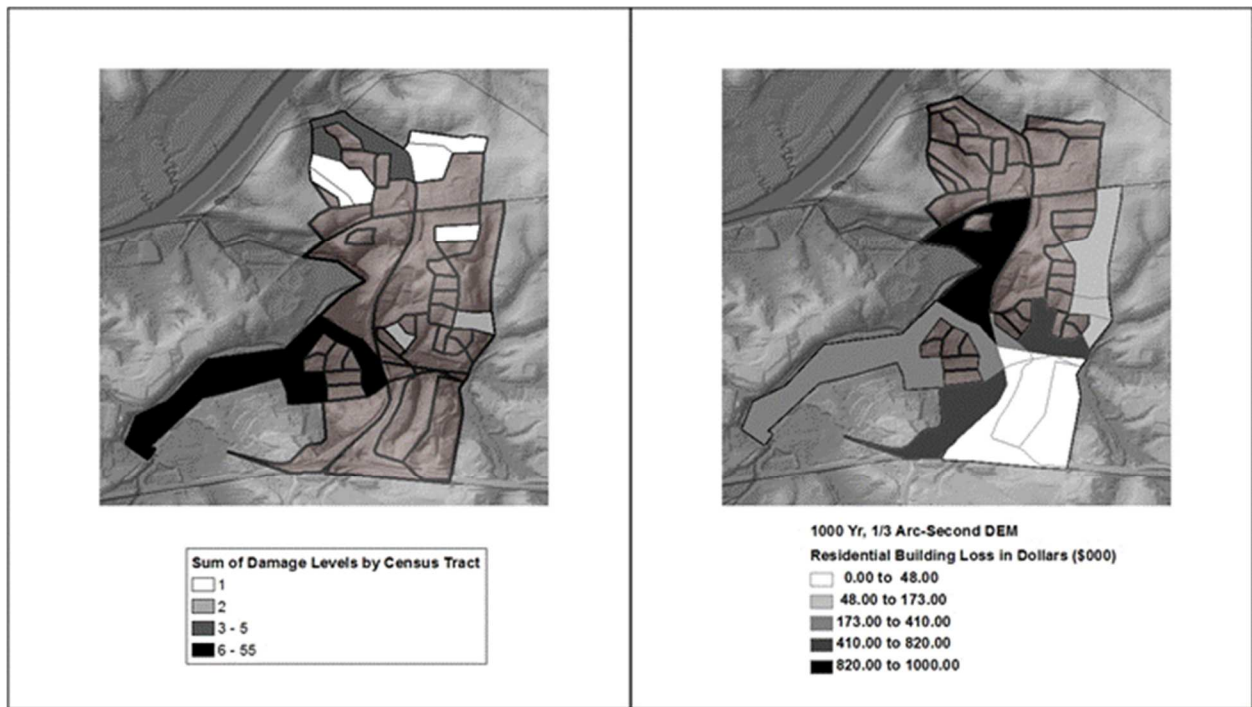 Sum of Damage Levels by Census Tract
1
2
3 - 5
6 - 55
1000 Yr, 1/3 Arc-Second DEM
Residential Building Loss in Dollars ($000)
0.00 to 48.00
48.00 to 173.00
173.00 to 410.00
410.00 to 820.00
820.00 to 1000.00